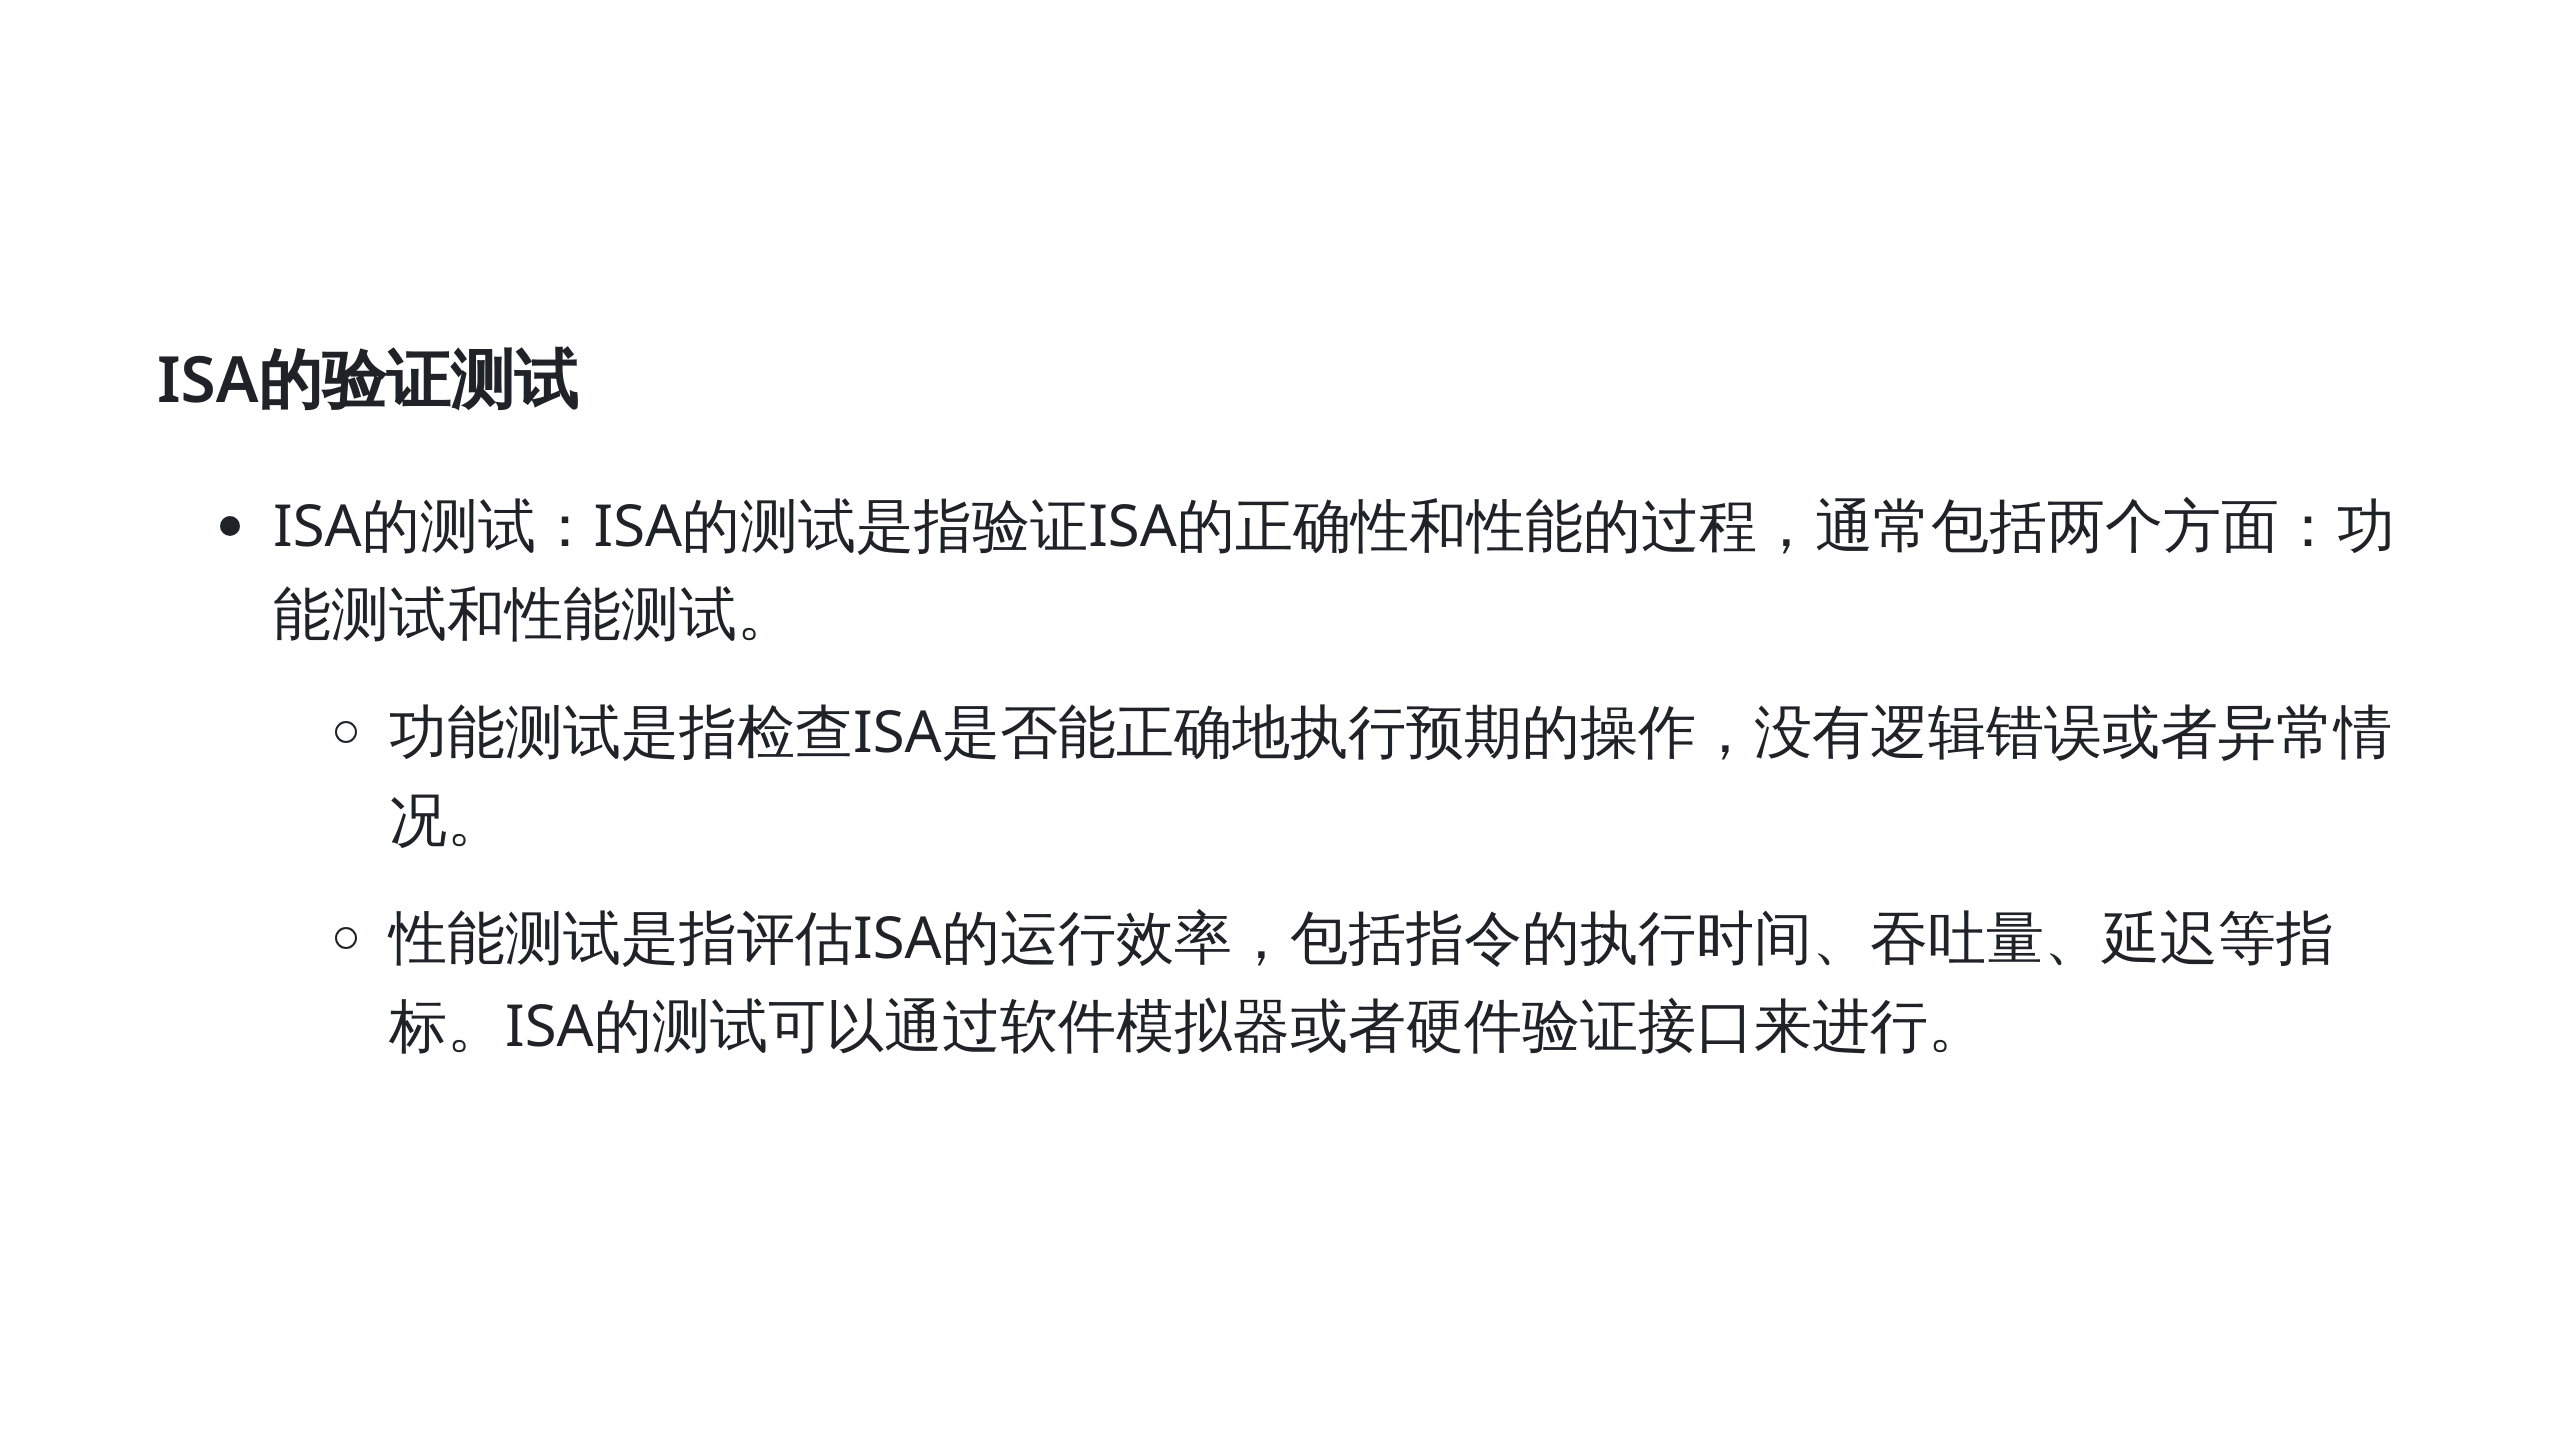 ISA的验证测试
ISA的测试：ISA的测试是指验证ISA的正确性和性能的过程，通常包括两个方面：功
能测试和性能测试。
功能测试是指检查ISA是否能正确地执行预期的操作，没有逻辑错误或者异常情
况。
性能测试是指评估ISA的运行效率，包括指令的执行时间、吞吐量、延迟等指
标。ISA的测试可以通过软件模拟器或者硬件验证接口来进行。